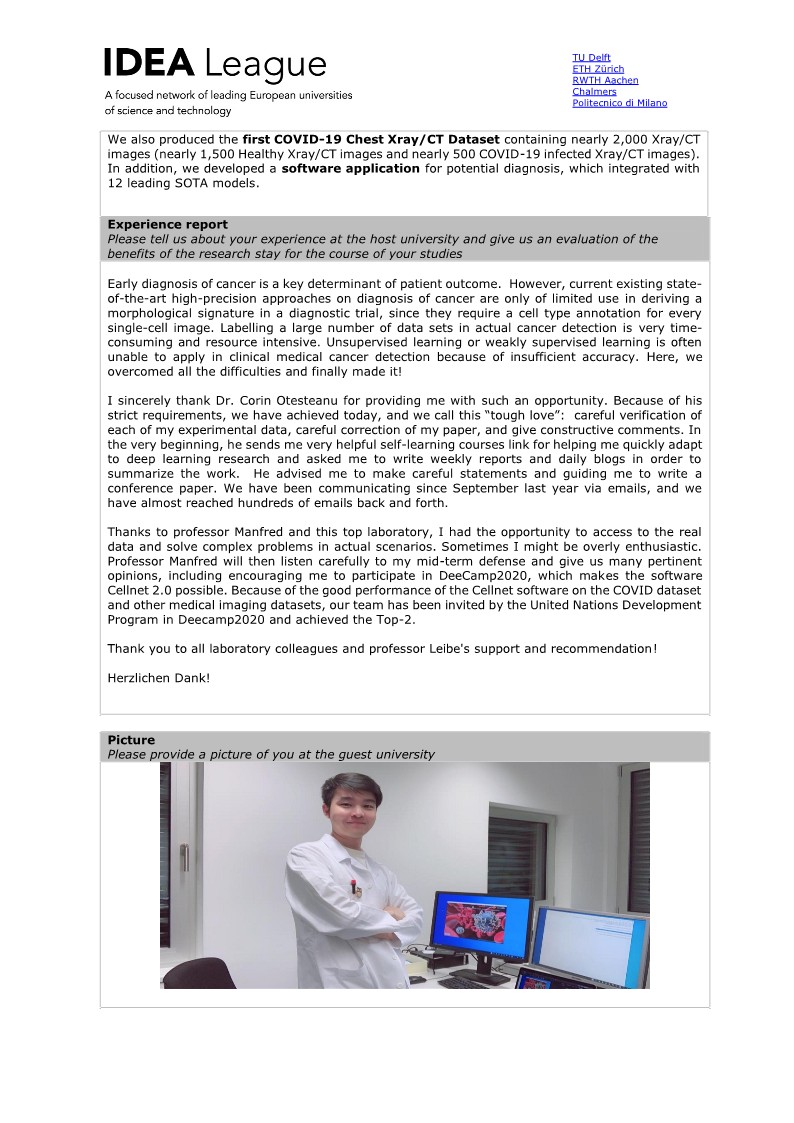 IDEA League
A focused network of leading European universities
of science and technology
TU Delft
ETH Zürich
RWTH Aachen
Chalmers
Politecnico di Milano
We also produced the first COVID-19 Chest Xray/CT Dataset containing nearly 2,000 Xray/CT
images (nearly 1,500 Healthy Xray/CT images and nearly 500 COVID-19 infected Xray/CT images).
In addition, we developed a software application for potential diagnosis, which integrated with
12 leading SOTA models.
Experience report
Please tell us about your experience at the host university and give us an evaluation of the
benefits of the research stay for the course of your studies
Early diagnosis of cancer is a key determinant of patient outcome. However, current existing state-
of-the-art high-precision approaches on diagnosis of cancer are only of limited use in deriving a
morphological signature in a diagnostic trial, since they require a cell type annotation for every
single-cell image. Labelling a large number of data sets in actual cancer detection is very time-
consuming and resource intensive. Unsupervised learning or weakly supervised learning is often
unable to apply in clinical medical cancer detection because of insufficient accuracy. Here, we
overcomed all the difficulties and finally made it!
I sincerely thank Dr. Corin Otesteanu for providing me with such an opportunity. Because of his
strict requirements, we have achieved today, and we call this “tough love”: careful verification of
each of my experimental data, careful correction of my paper, and give constructive comments. In
the very beginning, he sends me very helpful self-learning courses link for helping me quickly adapt
to deep learning research and asked me to write weekly reports and daily blogs in order to
summarize the work. He advised me to make careful statements and guiding me to write a
conference paper. We have been communicating since September last year via emails, and we
have almost reached hundreds of emails back and forth.
Thanks to professor Manfred and this top laboratory, I had the opportunity to access to the real
data and solve complex problems in actual scenarios. Sometimes I might be overly enthusiastic.
Professor Manfred will then listen carefully to my mid-term defense and give us many pertinent
opinions, including encouraging me to participate in DeeCamp2020, which makes the software
Cellnet 2.0 possible. Because of the good performance of the Cellnet software on the COVID dataset
and other medical imaging datasets, our team has been invited by the United Nations Development
Program in Deecamp2020 and achieved the Top-2.
Thank you to all laboratory colleagues and professor Leibe's support and recommendation!
Herzlichen Dank!
Picture
Please provide a picture of you at the guest university